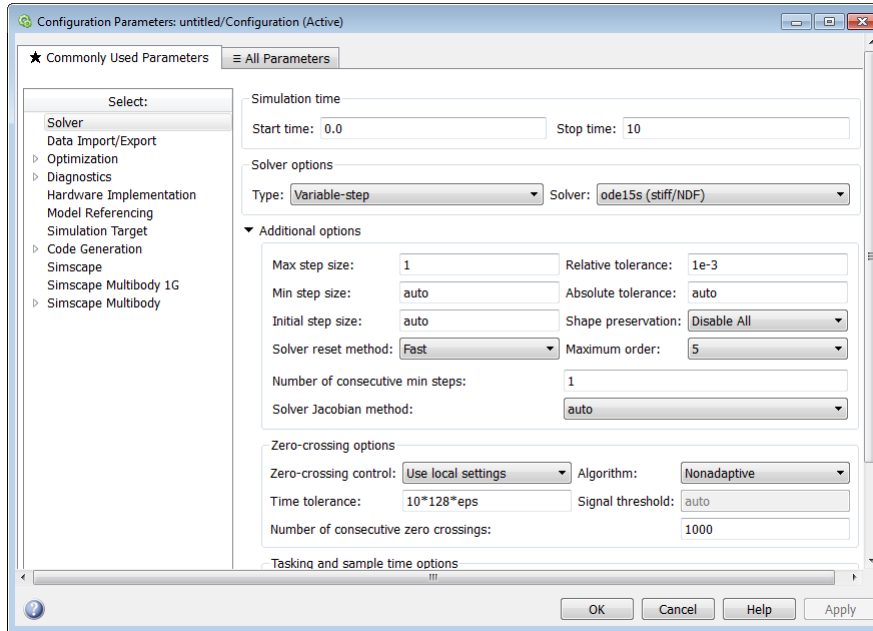 Configuration Parameters: untitled/Configuration (Active)
★ Commonly Used Parameters
≡ All Parameters
Select:
Solver
Data Import/Export
Optimization
Diagnostics
Hardware Implementation
Model Referencing
Simulation Target
Code Generation
Simscape
Simscape Multibody 1G
Simscape Multibody
Simulation time
Start time: 0.0 Stop time: 10
Solver options
Type: Variable-step Solver: ode15s (stiff/NDF)
Additional options
Max step size: 1 Relative tolerance: 1e-3
Min step size: auto Absolute tolerance: auto
Initial step size: auto Shape preservation: Disable All
Solver reset method: Fast Maximum order: 5
Number of consecutive min steps: 1
Solver Jacobian method: auto
Zero-crossing options
Zero-crossing control: Use local settings Algorithm: Nonadaptive
Time tolerance: 10*128*eps Signal threshold: auto
Number of consecutive zero crossings: 1000
Tasking and sample time options
OK Cancel Help Apply